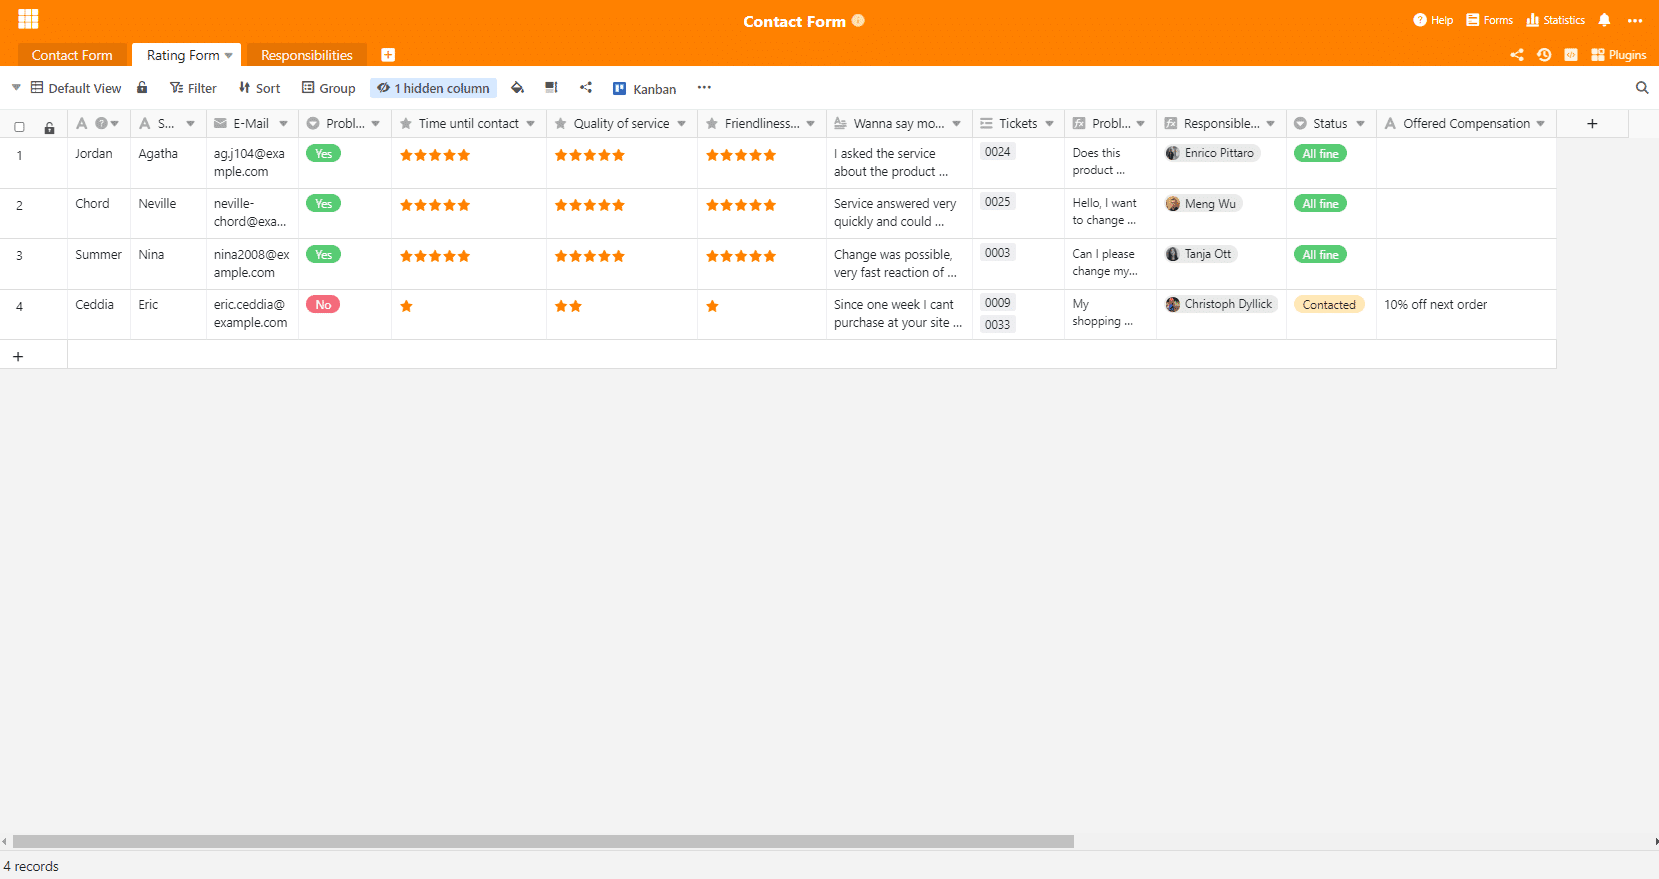 Contact Form
Help
Forms
Statistics
Contact Form
Rating Form
Responsibilities
Plugins
Default View
Filter
Sort
Group
1 hidden column
Kanban
S...
E-Mail
Probl...
Time until contact
Quality of service
Friendliness...
Wanna say mo...
Tickets
Probl...
Responsible...
Status
Offered Compensation
1
Jordan
Agatha
ag.j104@exa
mple.com
Yes
I asked the service
about the product ...
0024
Does this
product ...
Enrico Pittaro
All fine
2
Chord
Neville
neville-
chord@exa...
Yes
Service answered very
quickly and could ...
0025
Hello, I want
to change ...
Meng Wu
All fine
3
Summer
Nina
nina2008@ex
ample.com
Yes
Change was possible,
very fast reaction of ...
0003
Can I please
change my...
Tanja Ott
All fine
4
Ceddia
Eric
eric.ceddia@
example.com
No
Since one week I cant
purchase at your site ...
0009
0033
My
shopping ...
Christoph Dyllick
Contacted
10% off next order
4 records